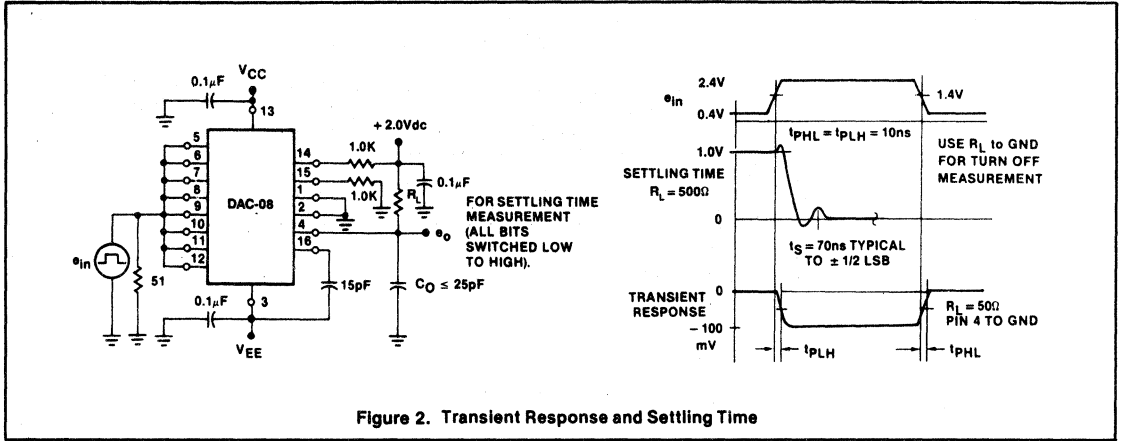 VCC
0.1μF
13
+ 2.0Vdc
5
6
7
8
9
10
11
12
DAC-08
14
15
1
2
4
16
3
1.0K
1.0K
RL
0.1μF
FOR SETTLING TIME
MEASUREMENT
(ALL BITS
SWITCHED LOW
TO HIGH).
eo
ein
51
0.1μF
15pF
CO ≤ 25pF
VEE
2.4V
ein
1.4V
0.4V
tPHL = tPLH = 10ns
USE RL to GND
FOR TURN OFF
MEASUREMENT
1.0V
SETTLING TIME
RL = 500Ω
0
tS = 70ns TYPICAL
TO ± 1/2 LSB
0
TRANSIENT
RESPONSE
RL = 50Ω
PIN 4 TO GND
– 100
mV
tPLH
tPHL
Figure 2. Transient Response and Settling Time